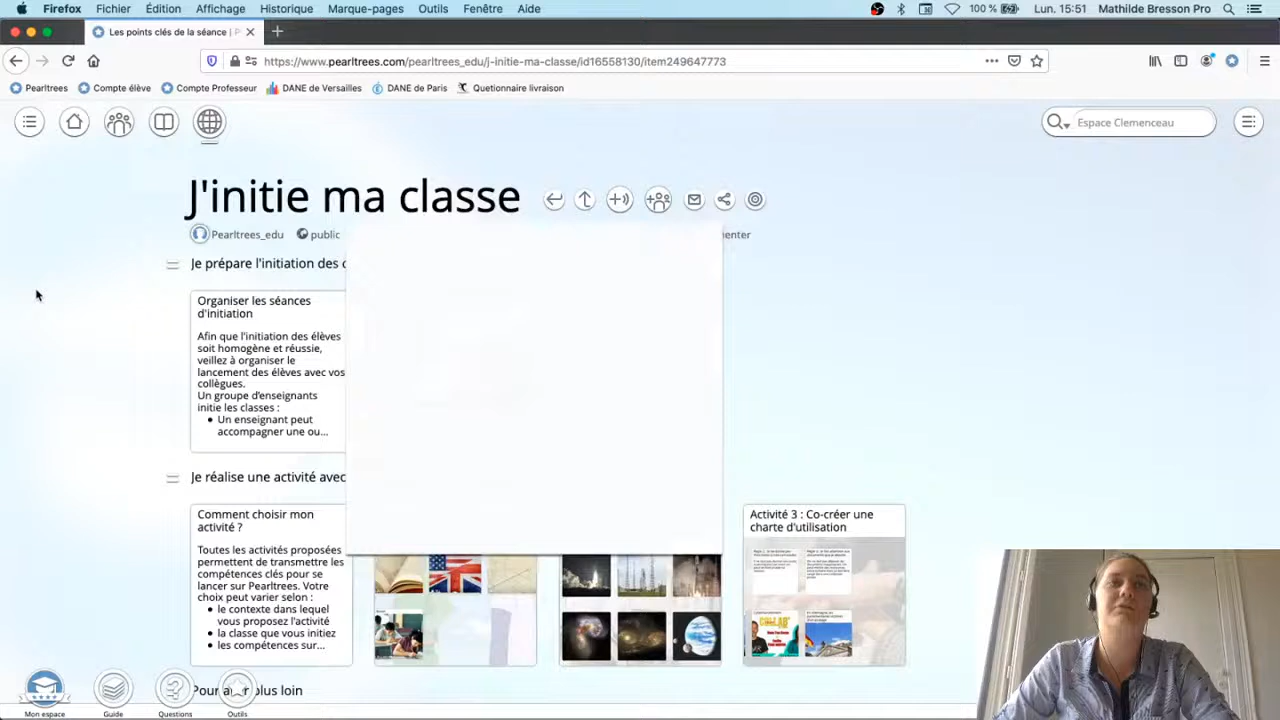 Firefox Fichier Édition Affichage Historique Marque-pages Outils Fenêtre Aide 100 % Lun. 15:51 Mathilde Bresson Pro
Les points clés de la séance | P
https://www.pearltrees.com/pearltrees_edu/j-initie-ma-classe/id16558130/item249647773
Pearltrees Compte élève Compte Professeur DANE de Versailles DANE de Paris Quetionnaire livraison
Espace Clemenceau
J'initie ma classe
Pearltrees_edu public enter
Je prépare l'initiation des
Organiser les séances
d'initiation
Afin que l'initiation des élèves
soit homogène et réussie,
veillez à organiser le
lancement des élèves avec vos
collègues.
Un groupe d'enseignants
initie les classes :
• Un enseignant peut
accompagner une ou...
Je réalise une activité avec
Comment choisir mon
activité ?
Toutes les activités proposées
permettent de transmettre les
compétences clés pour se
lancer sur Pearltrees. Votre
choix peut varier selon :
• le contexte dans lequel
vous proposez l'activité
• la classe que vous initiez
• les compétences sur...
Activité 3 : Co-créer une
charte d'utilisation
COLLAB'
Pour aller plus loin
Mon espace Guide Questions Outils